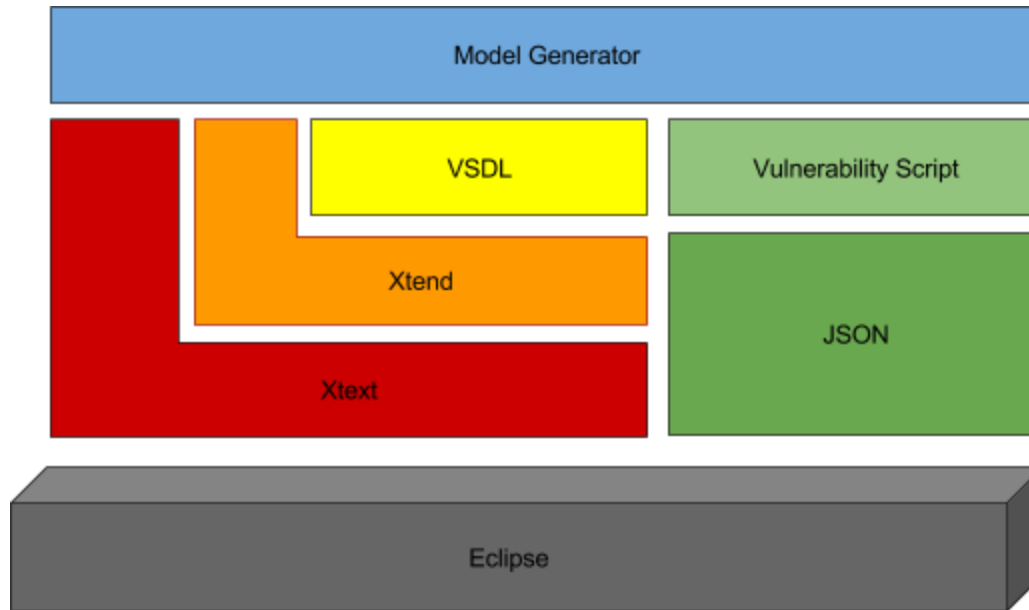 Model Generator
VSDL
Vulnerability Script
Xtend
JSON
Xtext
Eclipse